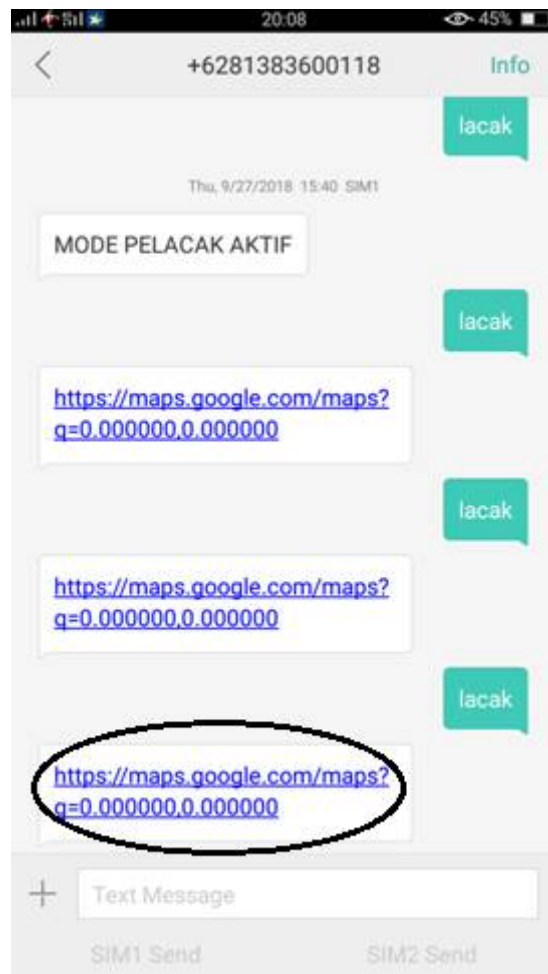 20:08
45%
+6281383600118
Info
lacak
Thu, 9/27/2018 15:40 SIM1
MODE PELACAK AKTIF
lacak
https://maps.google.com/maps?
q=0.000000,0.000000
lacak
https://maps.google.com/maps?
q=0.000000,0.000000
lacak
https://maps.google.com/maps?
q=0.000000,0.000000
Text Message
SIM1 Send
SIM2 Send